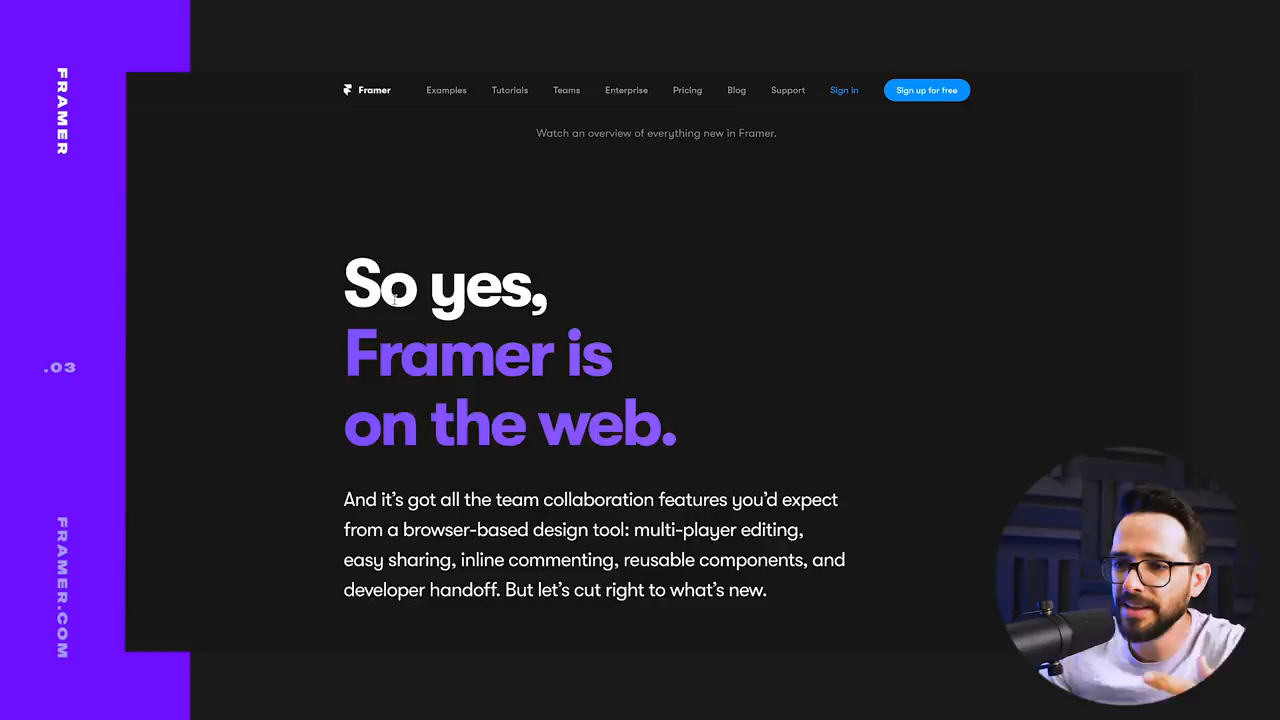 FRAMER
.03
FRAMER.COM
Framer Examples Tutorials Teams Enterprise Pricing Blog Support Sign in Sign up for free
Watch an overview of everything new in Framer.
So yes,
Framer is
on the web.
And it's got all the team collaboration features you'd expect
from a browser-based design tool: multi-player editing,
easy sharing, inline commenting, reusable components, and
developer handoff. But let's cut right to what's new.